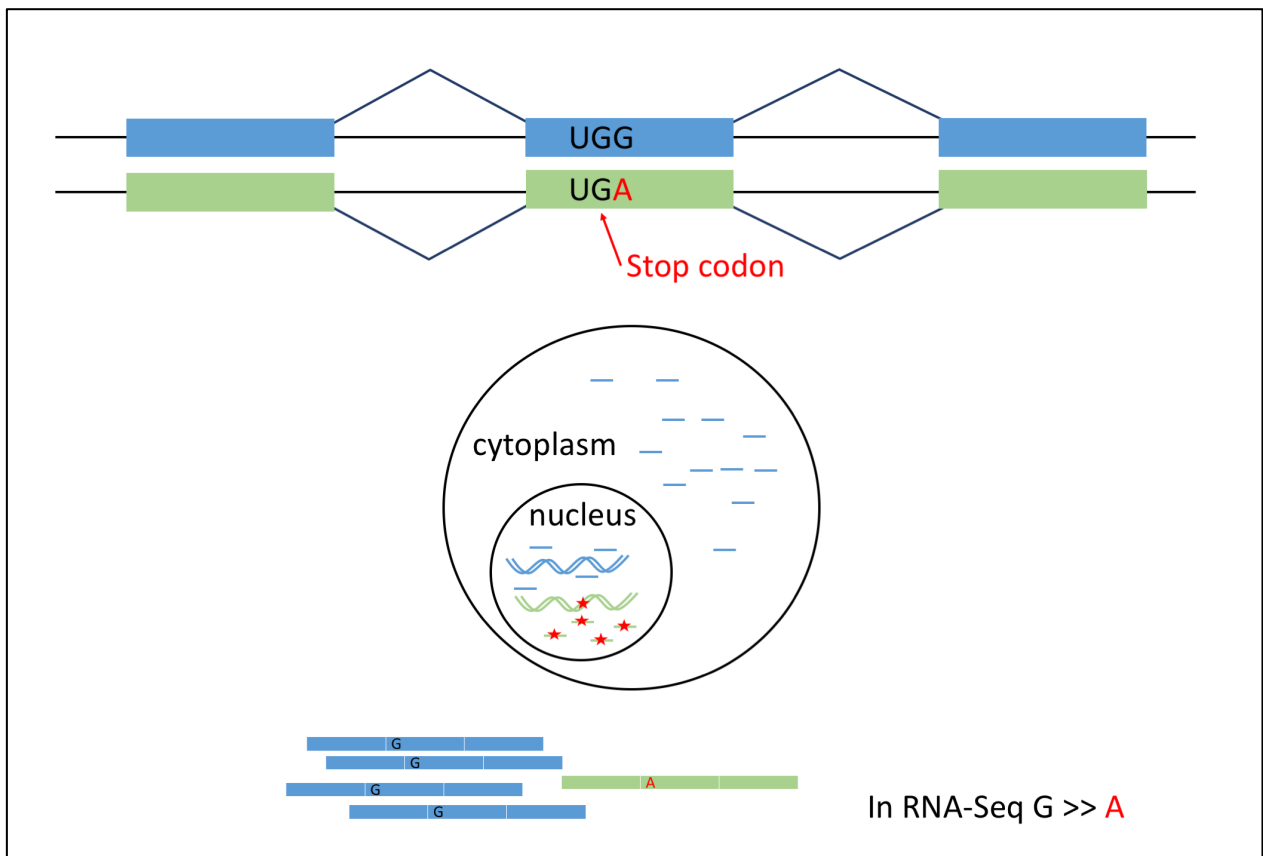 UGG
UGA
Stop codon
cytoplasm
nucleus
G
G
A
G
G
In RNA-Seq G >> A